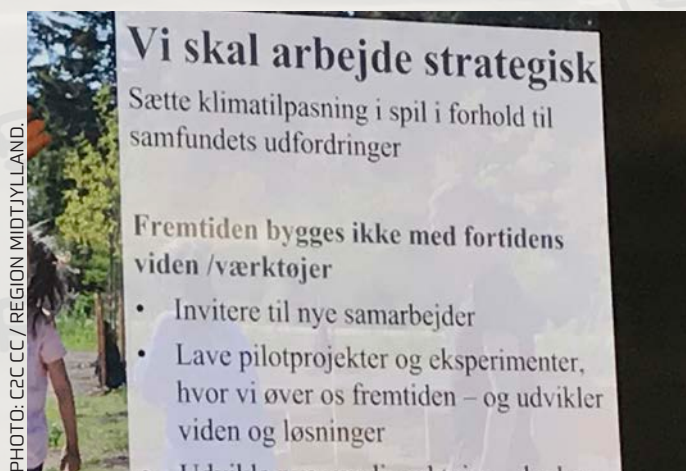 Vi skal arbejde strategisk
Sætte klimatilpasning i spil i forhold til
samfundets udfordringer
Fremtiden bygges ikke med fortidens
viden /værktøjer
• Invitere til nye samarbejder
• Lave pilotprojekter og eksperimenter,
hvor vi øver os fremtiden – og udvikler
viden og løsninger
PHOTO: C2C CC / REGION MIDTJYLLAND.